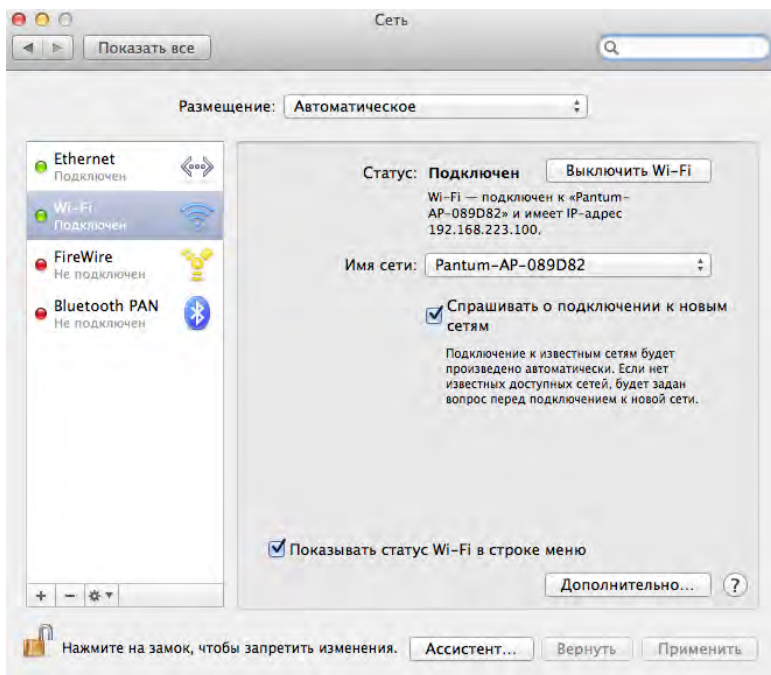 Сеть
Показать все
Размещение: Автоматическое
Ethernet
Подключен
Wi-Fi
Подключен
FireWire
Не подключен
Bluetooth PAN
Не подключен
Статус: Подключен Выключить Wi-Fi
Wi-Fi — подключен к «Pantum-
AP-089D82» и имеет IP-адрес
192.168.223.100.
Имя сети: Pantum-AP-089D82
Спрашивать о подключении к новым
сетям
Подключение к известным сетям будет
произведено автоматически. Если нет
известных доступных сетей, будет задан
вопрос перед подключением к новой сети.
Показывать статус Wi-Fi в строке меню
Дополнительно... ?
+ −
Нажмите на замок, чтобы запретить изменения. Ассистент... Вернуть Применить